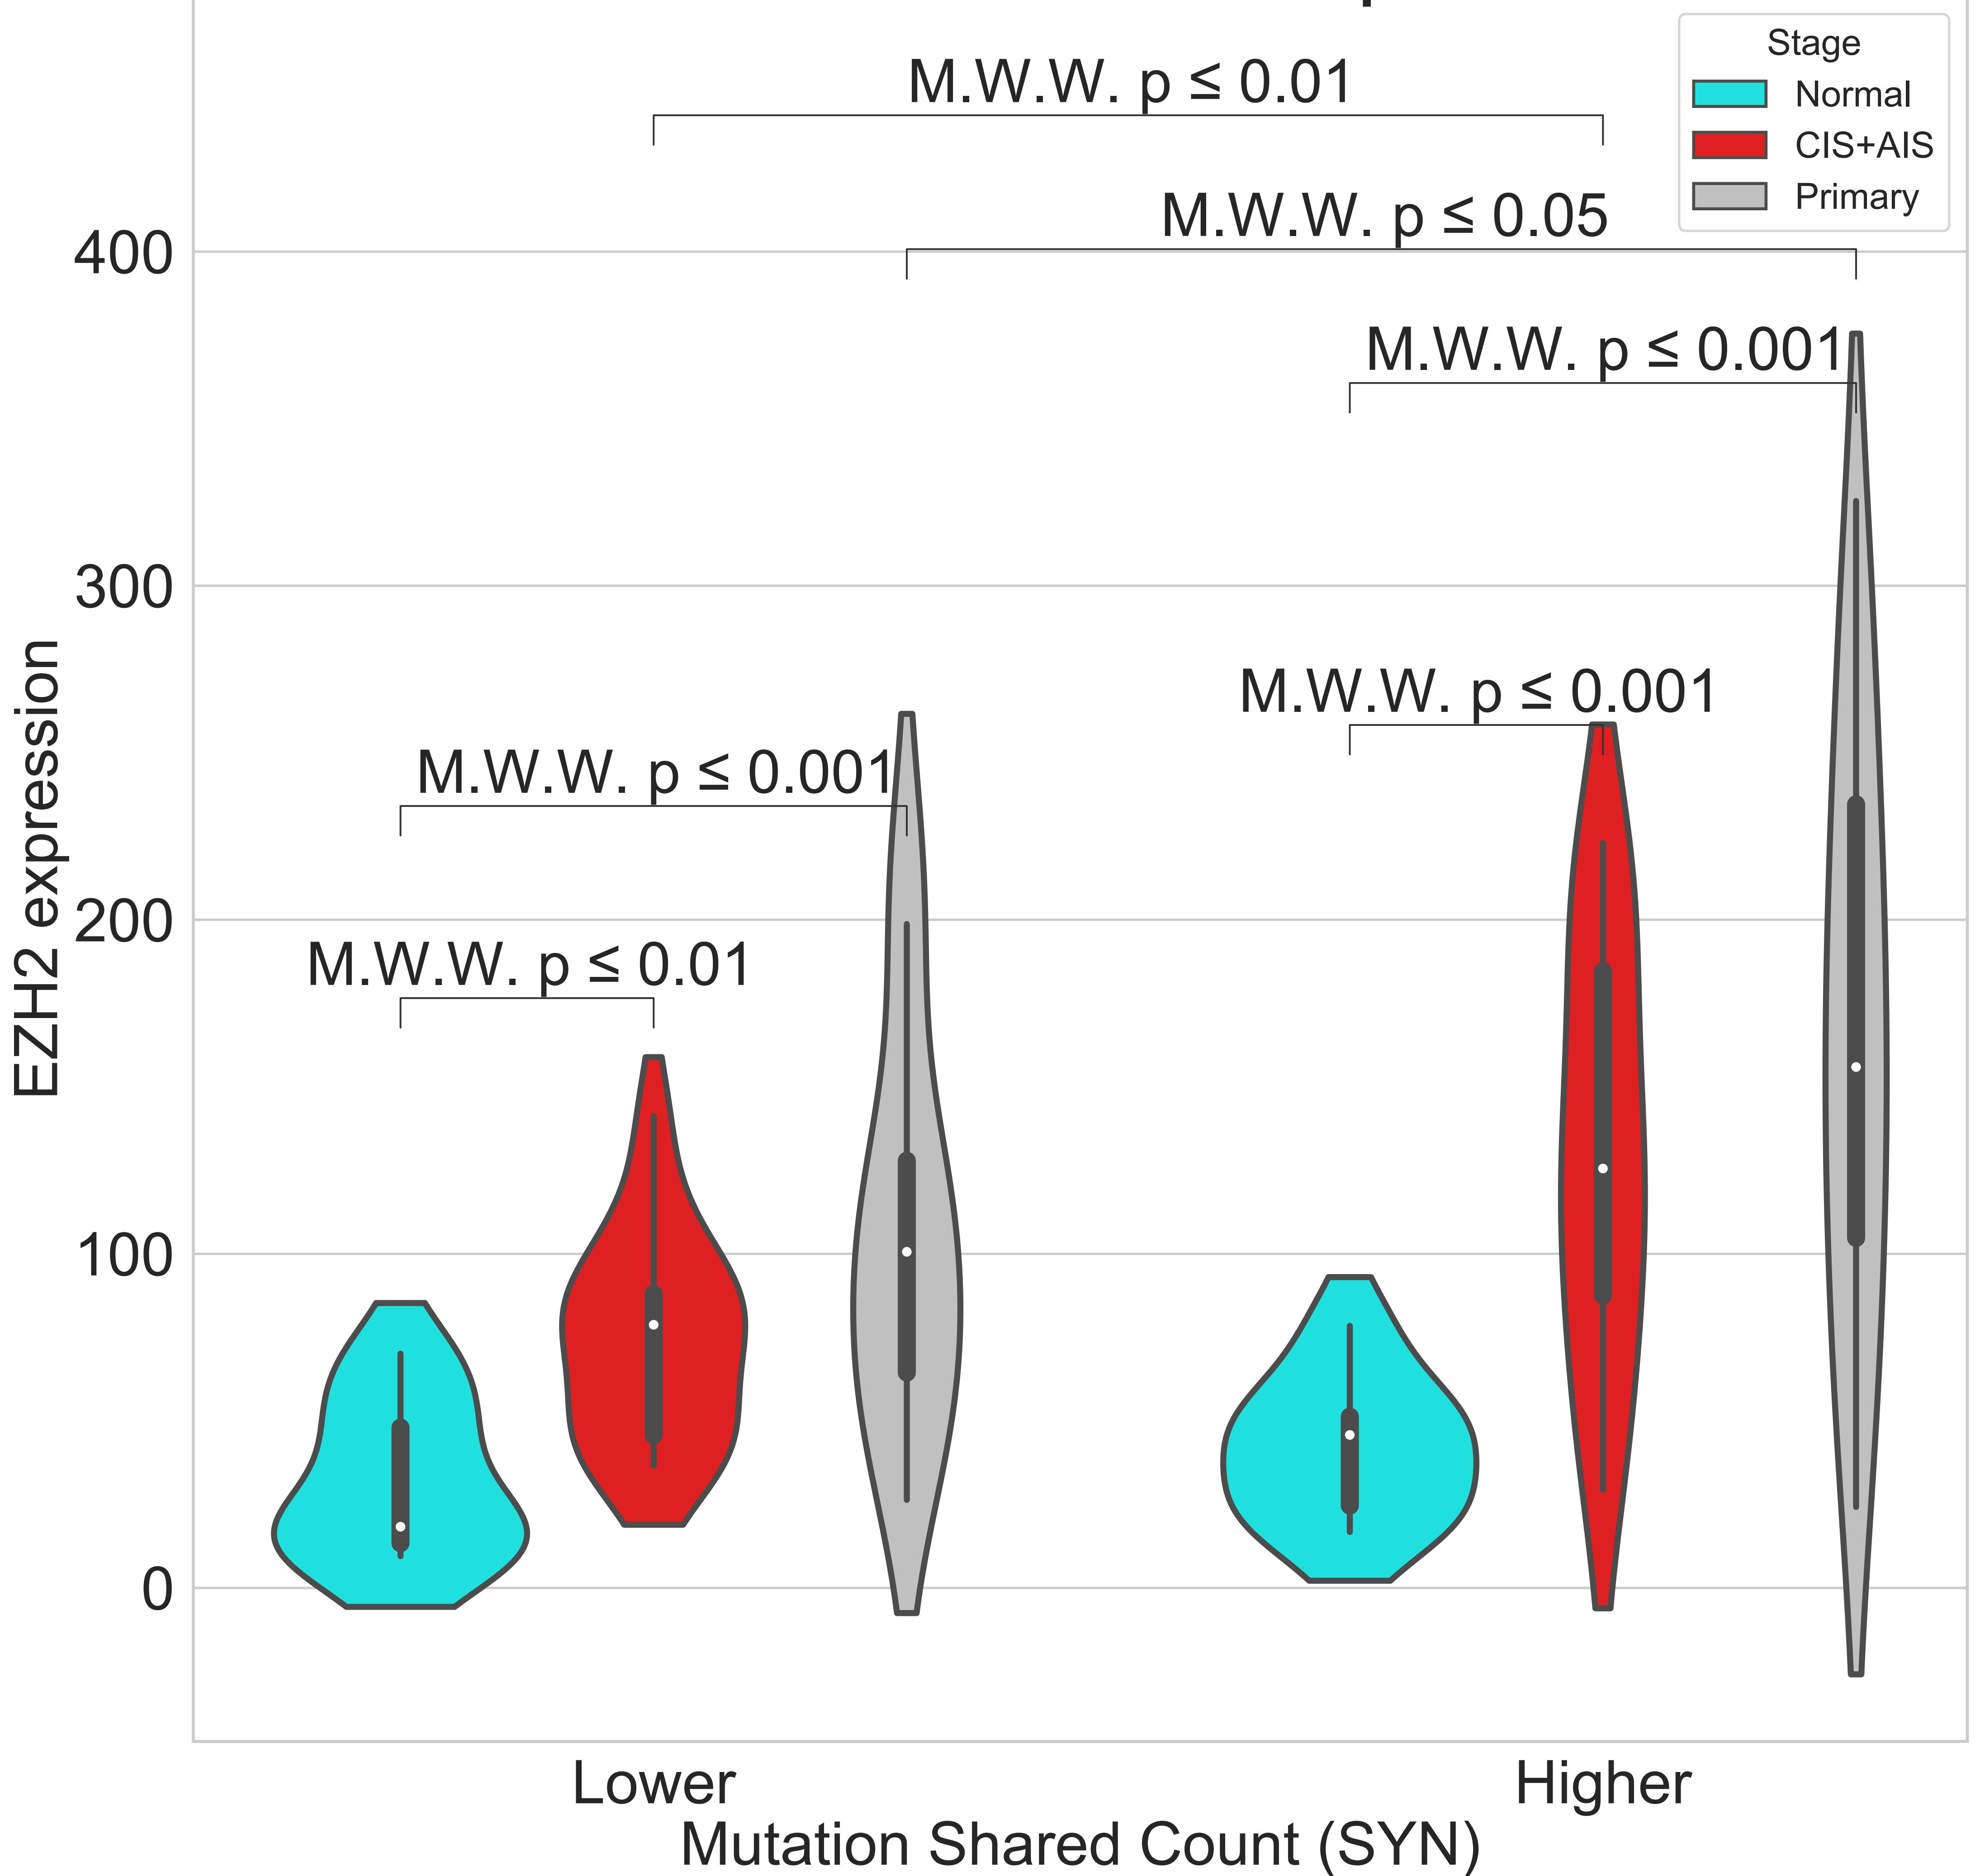 M.W.W. p ≤ 0.01
Stage
Normal
CIS+AIS
Primary
M.W.W. p ≤ 0.05
400
M.W.W. p ≤ 0.001
300
M.W.W. p ≤ 0.001
M.W.W. p ≤ 0.001
200
M.W.W. p ≤ 0.01
100
0
EZH2 expression
Lower
Higher
Mutation Shared Count (SYN)